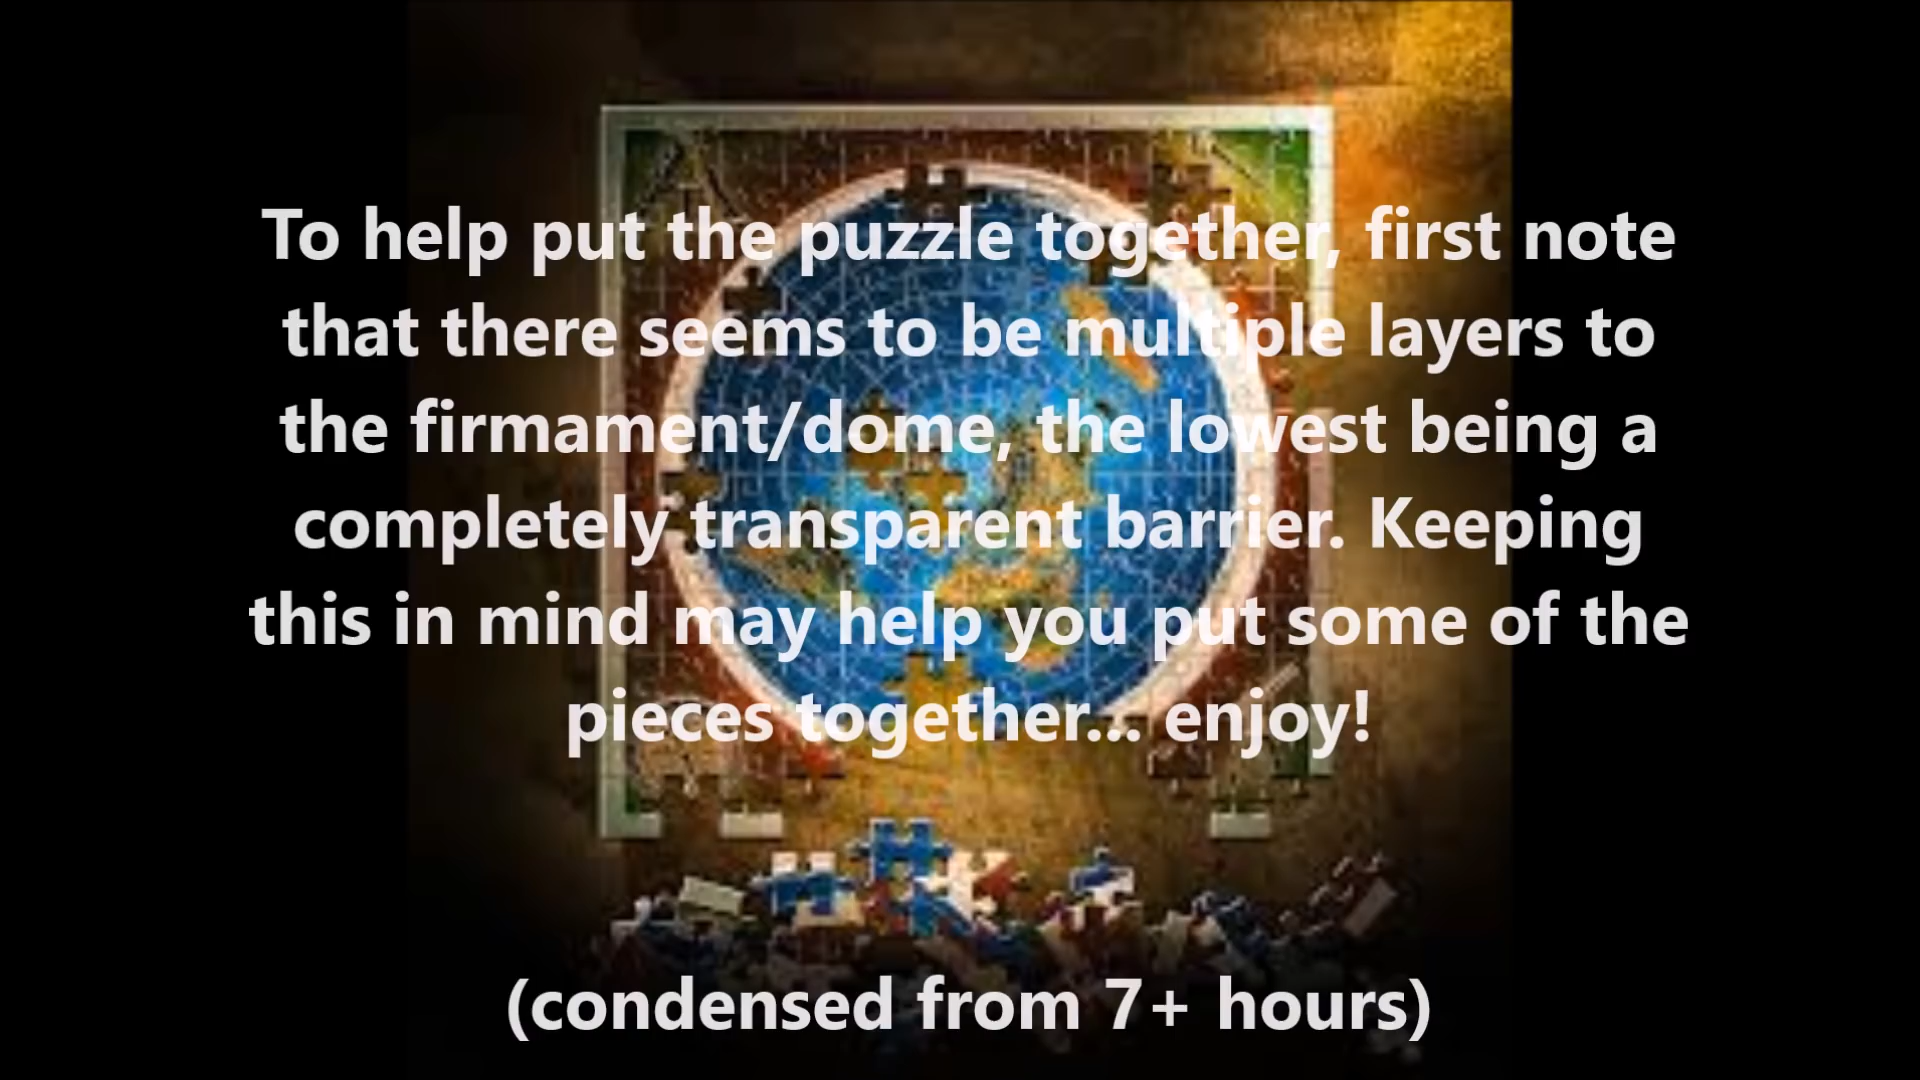 To help put the puzzle together, first note
that there seems to be multiple layers to
the firmament/dome, the lowest being a
completely transparent barrier. Keeping
this in mind may help you put some of the
pieces together... enjoy!
(condensed from 7+ hours)